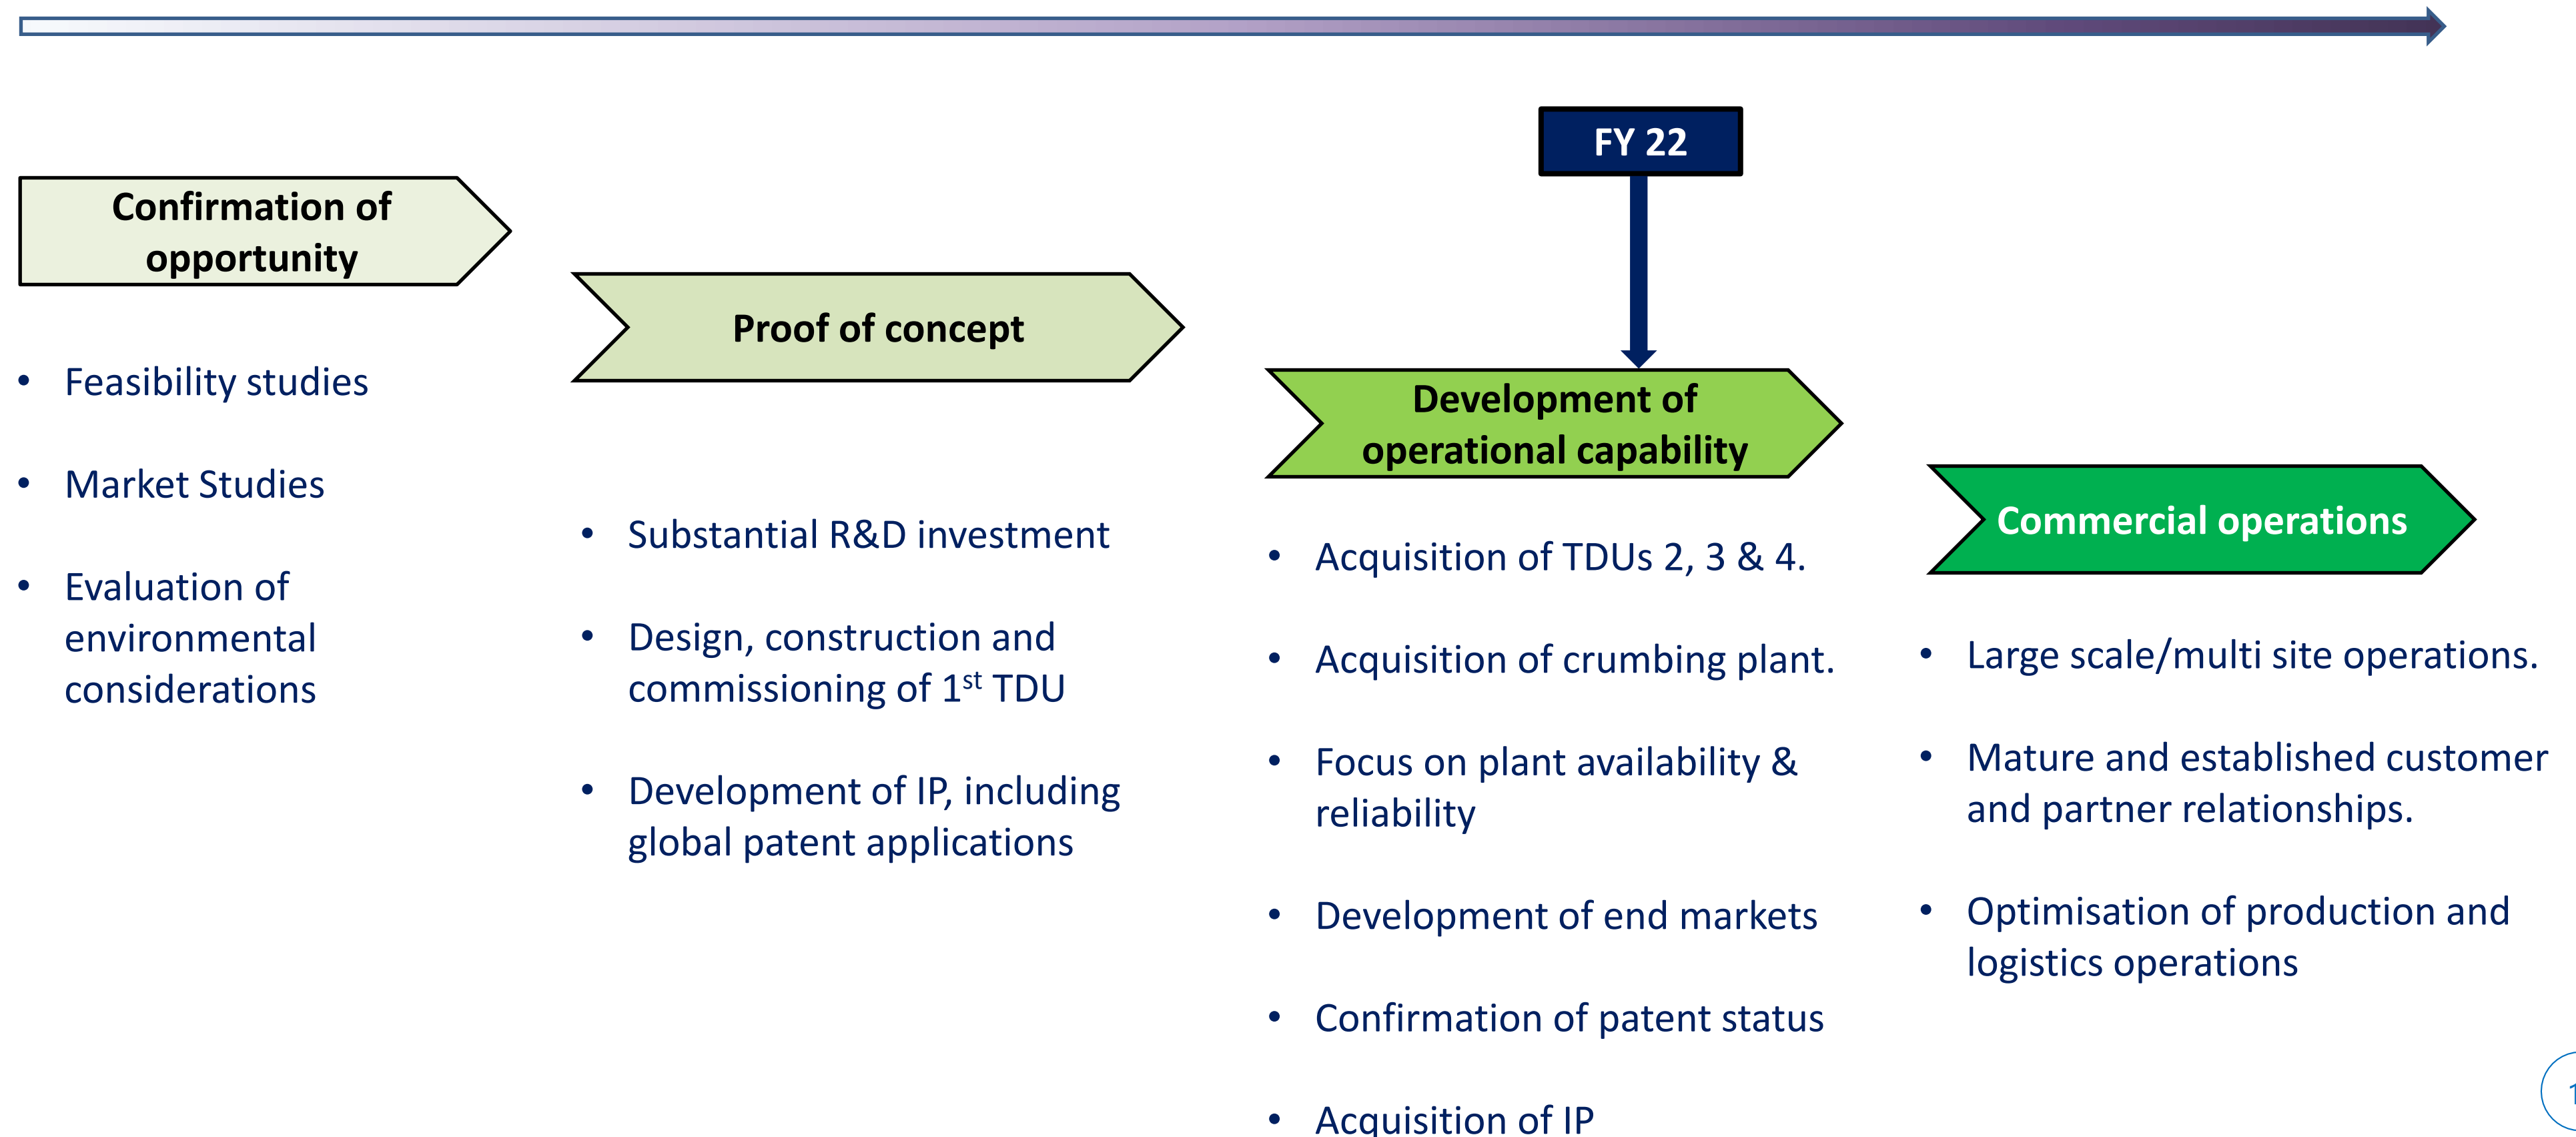 FY 22
Confirmation of
opportunity
• Feasibility studies
• Market Studies
• Evaluation of
environmental
considerations
Proof of concept
• Substantial R&D investment
• Design, construction and
commissioning of 1st TDU
• Development of IP, including
global patent applications
Development of
operational capability
• Acquisition of TDUs 2, 3 & 4.
• Acquisition of crumbing plant.
• Focus on plant availability &
reliability
• Development of end markets
• Confirmation of patent status
• Acquisition of IP
Commercial operations
• Large scale/multi site operations.
• Mature and established customer
and partner relationships.
• Optimisation of production and
logistics operations